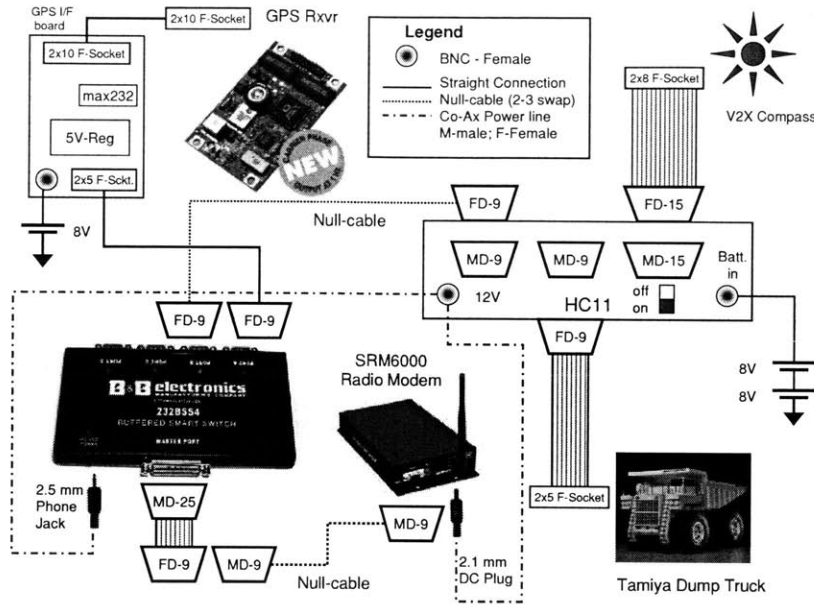 GPS I/F
board
2x10 F-Socket
GPS Rxvr
2x10 F-Socket
max232
5V-Reg
2x5 F-Sckt.
8V
NEW
Legend
BNC - Female
Straight Connection
Null-cable (2-3 swap)
Co-Ax Power line
M-male; F-Female
2x8 F-Socket
V2X Compass
Null-cable
FD-9
FD-15
MD-9
MD-9
MD-15
Batt.
in
12V
HC11
off
on
FD-9
8V
8V
FD-9
FD-9
B&B electronics
MANUFACTURING COMPANY
232BSS4
BUFFERED SMART SWITCH
MASTER PORT
SRM6000
Radio Modem
2.5 mm
Phone
Jack
MD-25
FD-9
MD-9
Null-cable
MD-9
2.1 mm
DC Plug
2x5 F-Socket
Tamiya Dump Truck